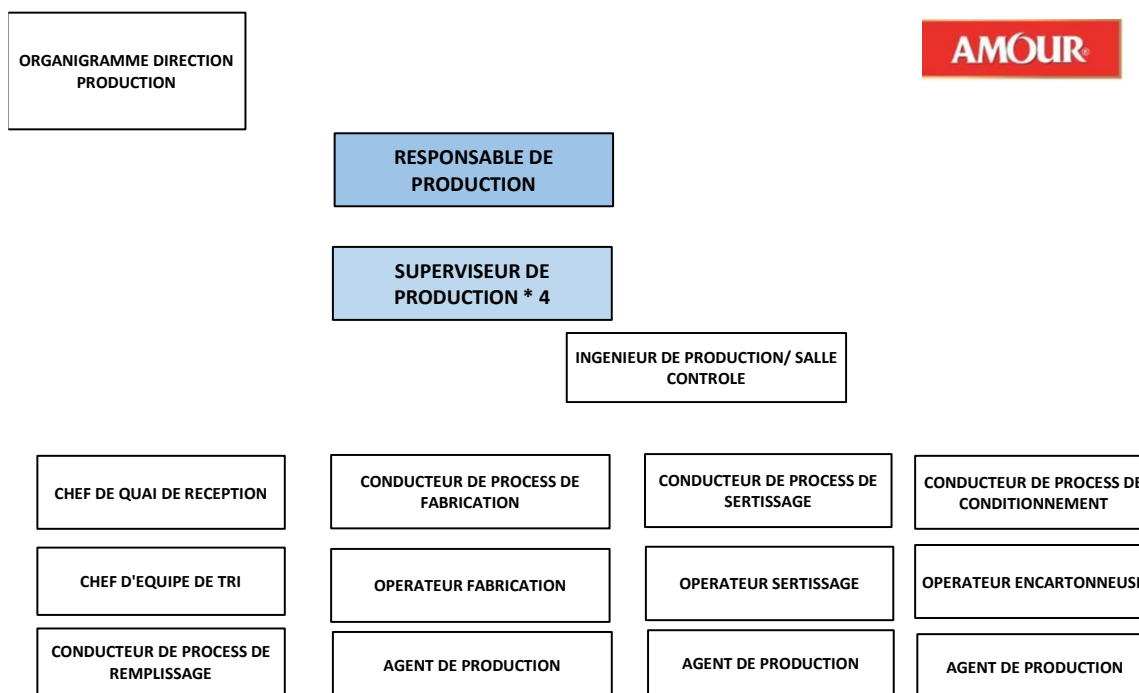 ORGANIGRAMME DIRECTION
PRODUCTION
AMOUR®
RESPONSABLE DE
PRODUCTION
SUPERVISEUR DE
PRODUCTION * 4
INGENIEUR DE PRODUCTION/ SALLE
CONTROLE
CHEF DE QUAI DE RECEPTION
CONDUCTEUR DE PROCESS DE
FABRICATION
CONDUCTEUR DE PROCESS DE
SERTISSAGE
CONDUCTEUR DE PROCESS DE
CONDITIONNEMENT
CHEF D'EQUIPE DE TRI
OPERATEUR FABRICATION
OPERATEUR SERTISSAGE
OPERATEUR ENCARTONNEUSE
CONDUCTEUR DE PROCESS DE
REMPLISSAGE
AGENT DE PRODUCTION
AGENT DE PRODUCTION
AGENT DE PRODUCTION